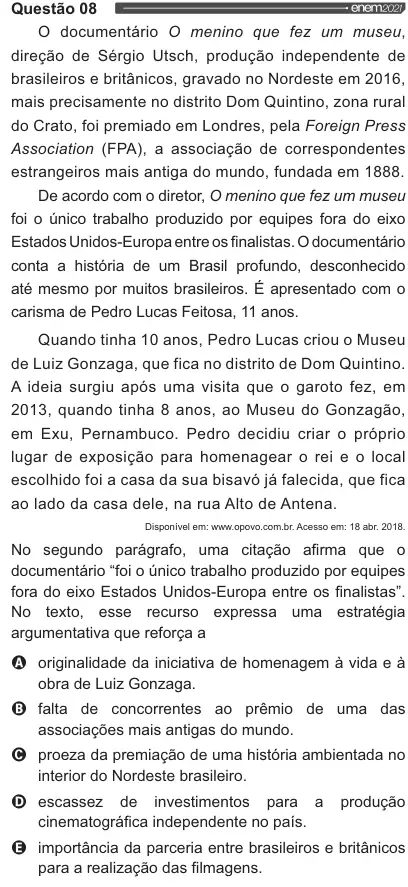 Questão 08 enem2021
O documentário O menino que fez um museu,
direção de Sérgio Utsch, produção independente de
brasileiros e britânicos, gravado no Nordeste em 2016,
mais precisamente no distrito Dom Quintino, zona rural
do Crato, foi premiado em Londres, pela Foreign Press
Association (FPA), a associação de correspondentes
estrangeiros mais antiga do mundo, fundada em 1888.
De acordo com o diretor, O menino que fez um museu
foi o único trabalho produzido por equipes fora do eixo
Estados Unidos-Europa entre os finalistas. O documentário
conta a história de um Brasil profundo, desconhecido
até mesmo por muitos brasileiros. É apresentado com o
carisma de Pedro Lucas Feitosa, 11 anos.
Quando tinha 10 anos, Pedro Lucas criou o Museu
de Luiz Gonzaga, que fica no distrito de Dom Quintino.
A ideia surgiu após uma visita que o garoto fez, em
2013, quando tinha 8 anos, ao Museu do Gonzagão,
em Exu, Pernambuco. Pedro decidiu criar o próprio
lugar de exposição para homenagear o rei e o local
escolhido foi a casa da sua bisavó já falecida, que fica
ao lado da casa dele, na rua Alto de Antena.
Disponível em: www.opovo.com.br. Acesso em: 18 abr. 2018.
No segundo parágrafo, uma citação afirma que o
documentário “foi o único trabalho produzido por equipes
fora do eixo Estados Unidos-Europa entre os finalistas”.
No texto, esse recurso expressa uma estratégia
argumentativa que reforça a
A originalidade da iniciativa de homenagem à vida e à
obra de Luiz Gonzaga.
B falta de concorrentes ao prêmio de uma das
associações mais antigas do mundo.
C proeza da premiação de uma história ambientada no
interior do Nordeste brasileiro.
D escassez de investimentos para a produção
cinematográfica independente no país.
E importância da parceria entre brasileiros e britânicos
para a realização das filmagens.